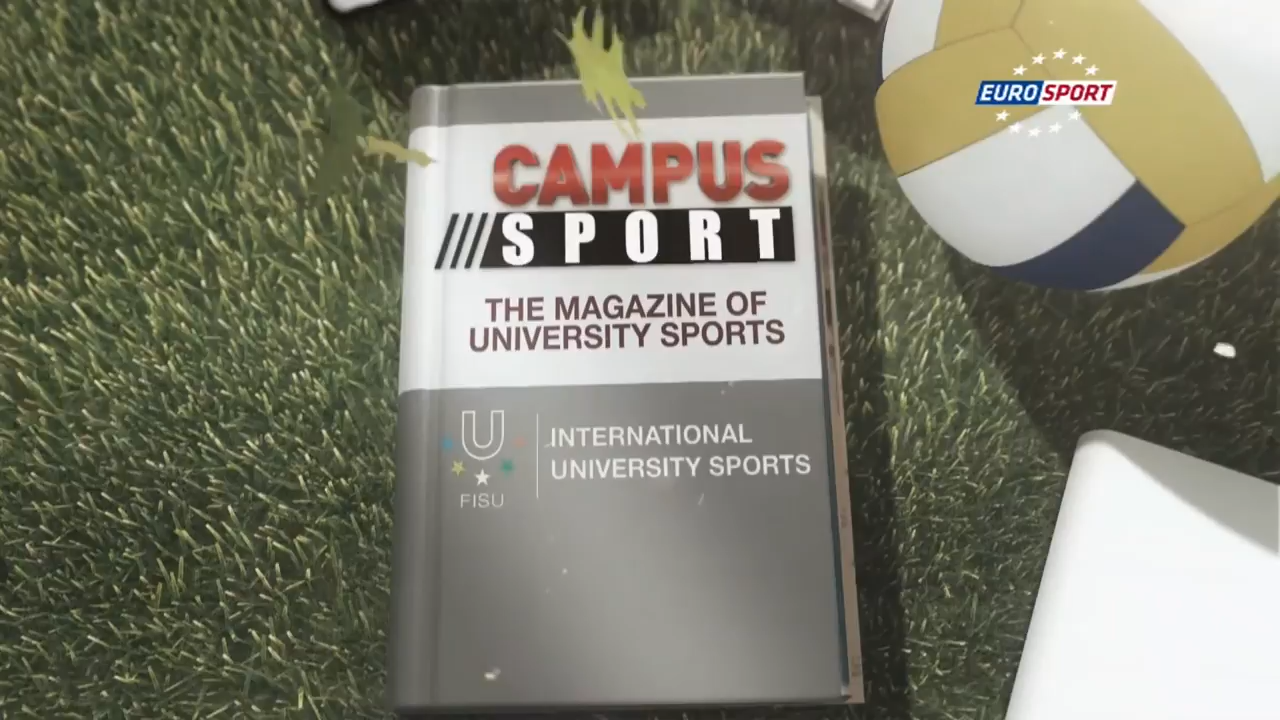 EUROSPORT
CAMPUS
SPORT
THE MAGAZINE OF
UNIVERSITY SPORTS
U
FISU
INTERNATIONAL
UNIVERSITY SPORTS